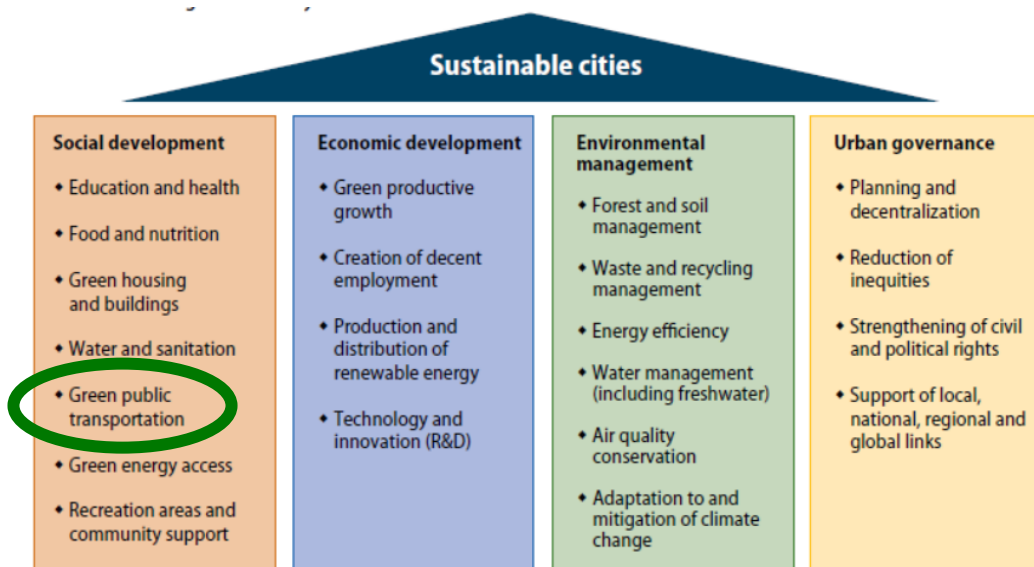 Sustainable cities
Social development
◆ Education and health
◆ Food and nutrition
◆ Green housing
and buildings
◆ Water and sanitation
◆ Green public
transportation
◆ Green energy access
◆ Recreation areas and
community support
Economic development
◆ Green productive
growth
◆ Creation of decent
employment
◆ Production and
distribution of
renewable energy
◆ Technology and
innovation (R&D)
Environmental
management
◆ Forest and soil
management
◆ Waste and recycling
management
◆ Energy efficiency
◆ Water management
(including freshwater)
◆ Air quality
conservation
◆ Adaptation to and
mitigation of climate
change
Urban governance
◆ Planning and
decentralization
◆ Reduction of
inequities
◆ Strengthening of civil
and political rights
◆ Support of local,
national, regional and
global links